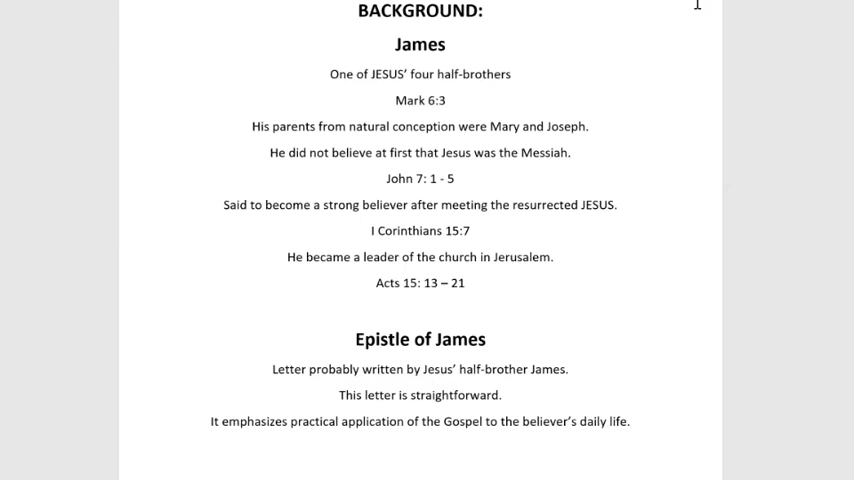 BACKGROUND:
James
One of JESUS' four half-brothers
Mark 6:3
His parents from natural conception were Mary and Joseph.
He did not believe at first that Jesus was the Messiah.
John 7: 1 - 5
Said to become a strong believer after meeting the resurrected JESUS.
I Corinthians 15:7
He became a leader of the church in Jerusalem.
Acts 15: 13 – 21
Epistle of James
Letter probably written by Jesus' half-brother James.
This letter is straightforward.
It emphasizes practical application of the Gospel to the believer's daily life.